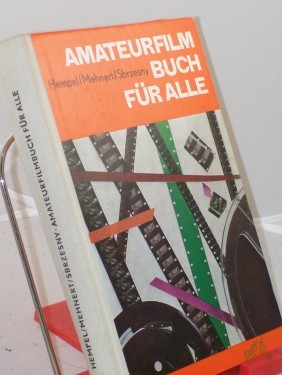 AMATEURFILM
Hempel/Mehnert/Sbrzesny BUCH
FÜR ALLE
HEMPEL/MEHNERT/SBRZESNY · AMATEURFILMBUCH FÜR ALLE